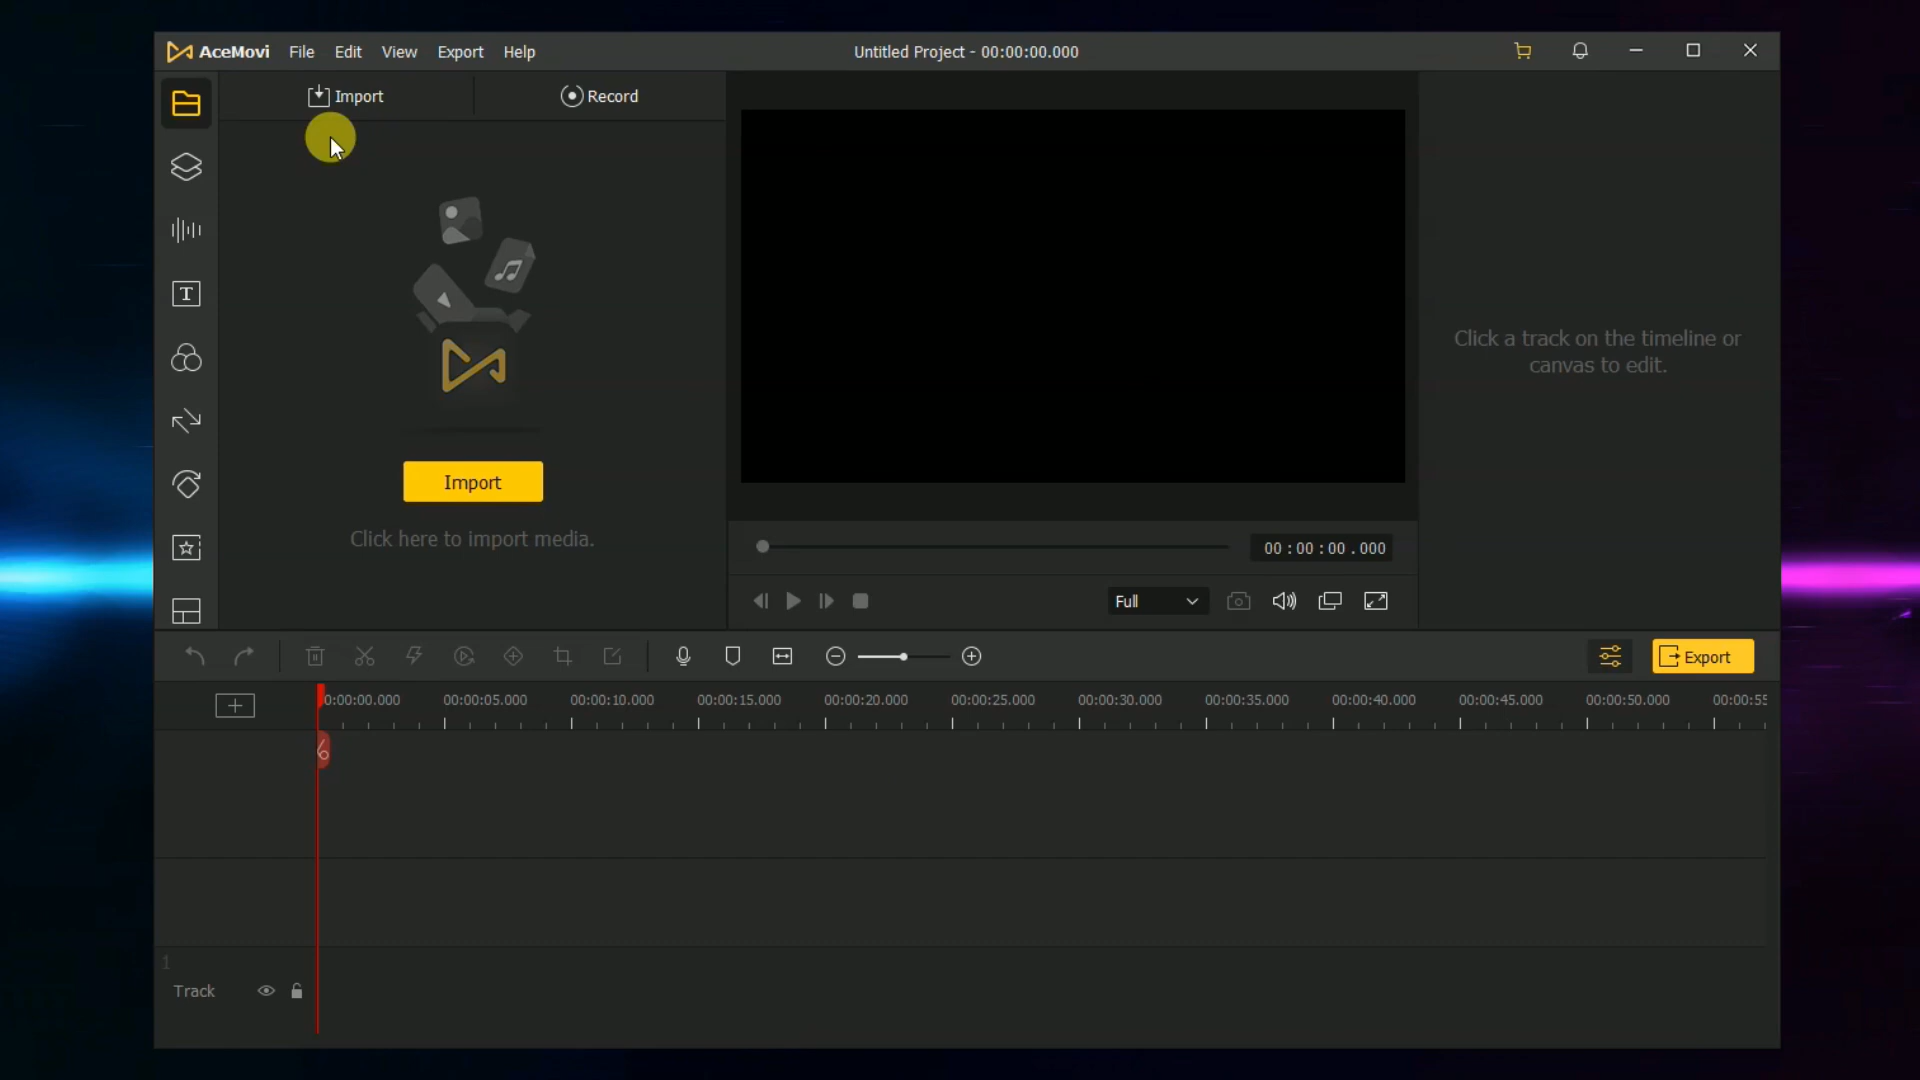 AceMovi File Edit View Export Help Untitled Project - 00:00:00.000
Import Record
Import
Click here to import media.
Click a track on the timeline or
canvas to edit.
00:00:00.000
Full
Export
0:00:00.000 00:00:05.000 00:00:10.000 00:00:15.000 00:00:20.000 00:00:25.000 00:00:30.000 00:00:35.000 00:00:40.000 00:00:45.000 00:00:50.000 00:00:55
1
Track